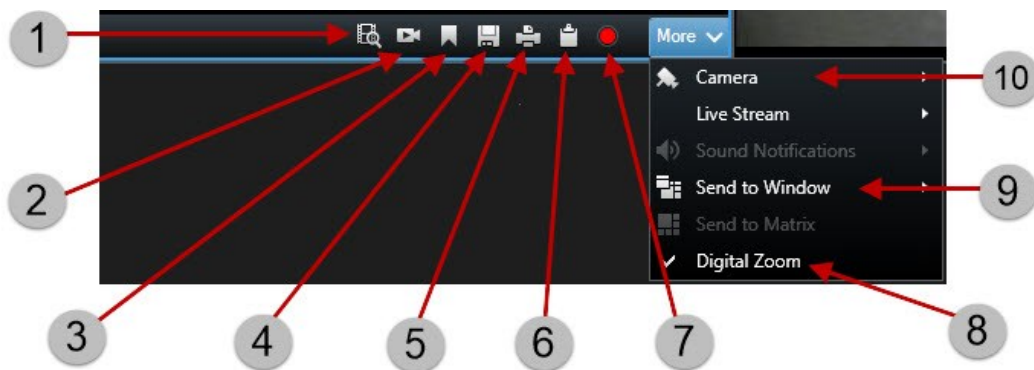 1
More
10
Camera
Live Stream
Sound Notifications
2
Send to Window
9
Send to Matrix
Digital Zoom
3
4
5
6
7
8